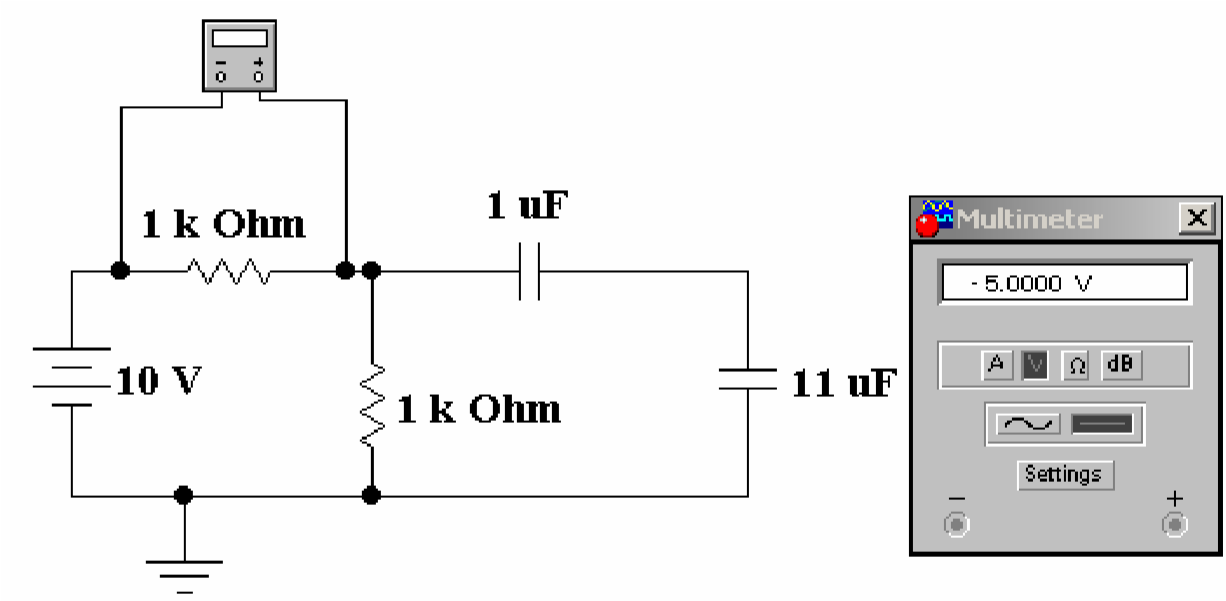 - +
1 k Ohm
1 uF
10 V
1 k Ohm
11 uF
Multimeter
- 5.0000 V
A V Ω dB
Settings
- +